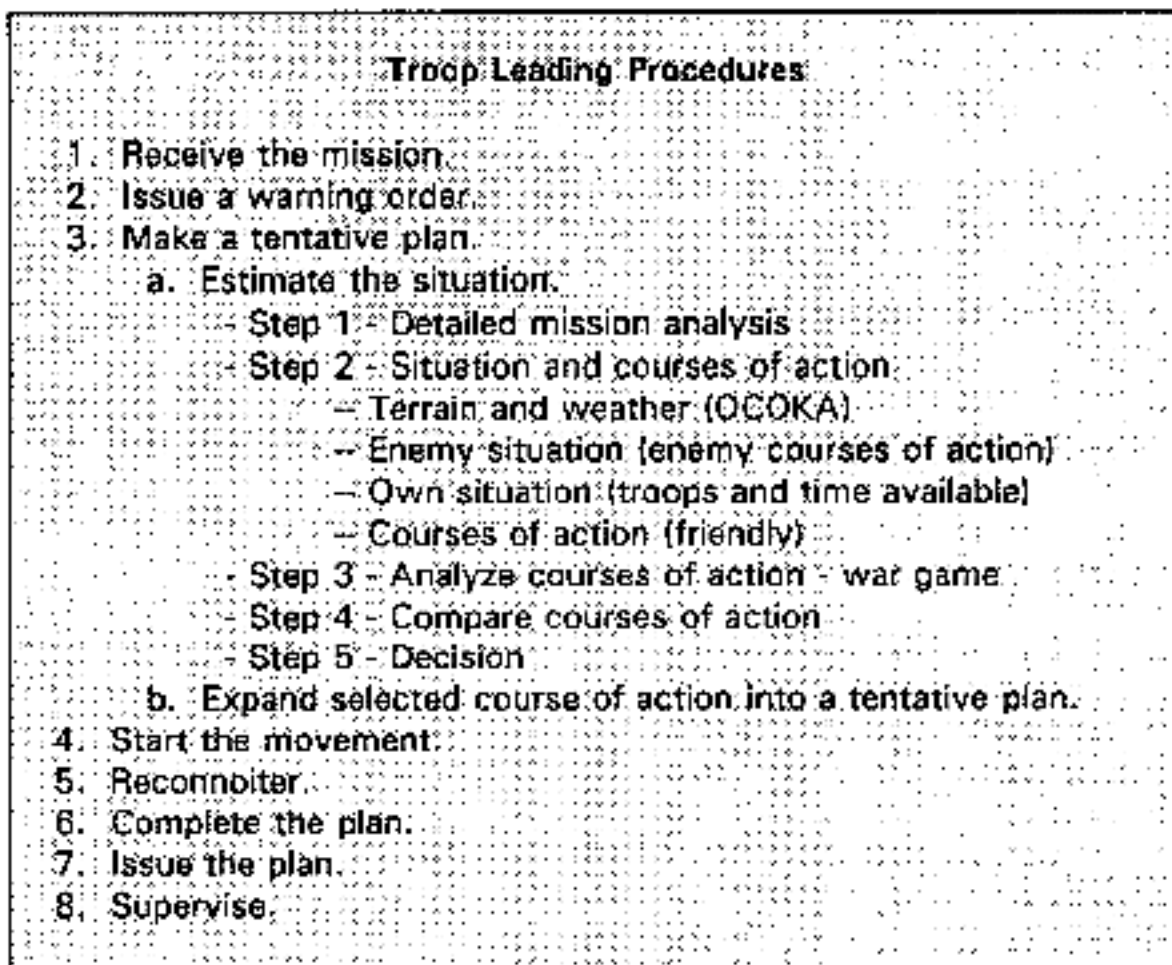 Troop Leading Procedures
1. Receive the mission.
2. Issue a warning order.
3. Make a tentative plan.
a. Estimate the situation.
- Step 1 - Detailed mission analysis
- Step 2 - Situation and courses of action
-- Terrain and weather (OCOKA)
-- Enemy situation (enemy courses of action)
-- Own situation (troops and time available)
-- Courses of action (friendly)
- Step 3 - Analyze courses of action - war game
- Step 4 - Compare courses of action
- Step 5 - Decision
b. Expand selected course of action into a tentative plan.
4. Start the movement.
5. Reconnoiter.
6. Complete the plan.
7. Issue the plan.
8. Supervise.